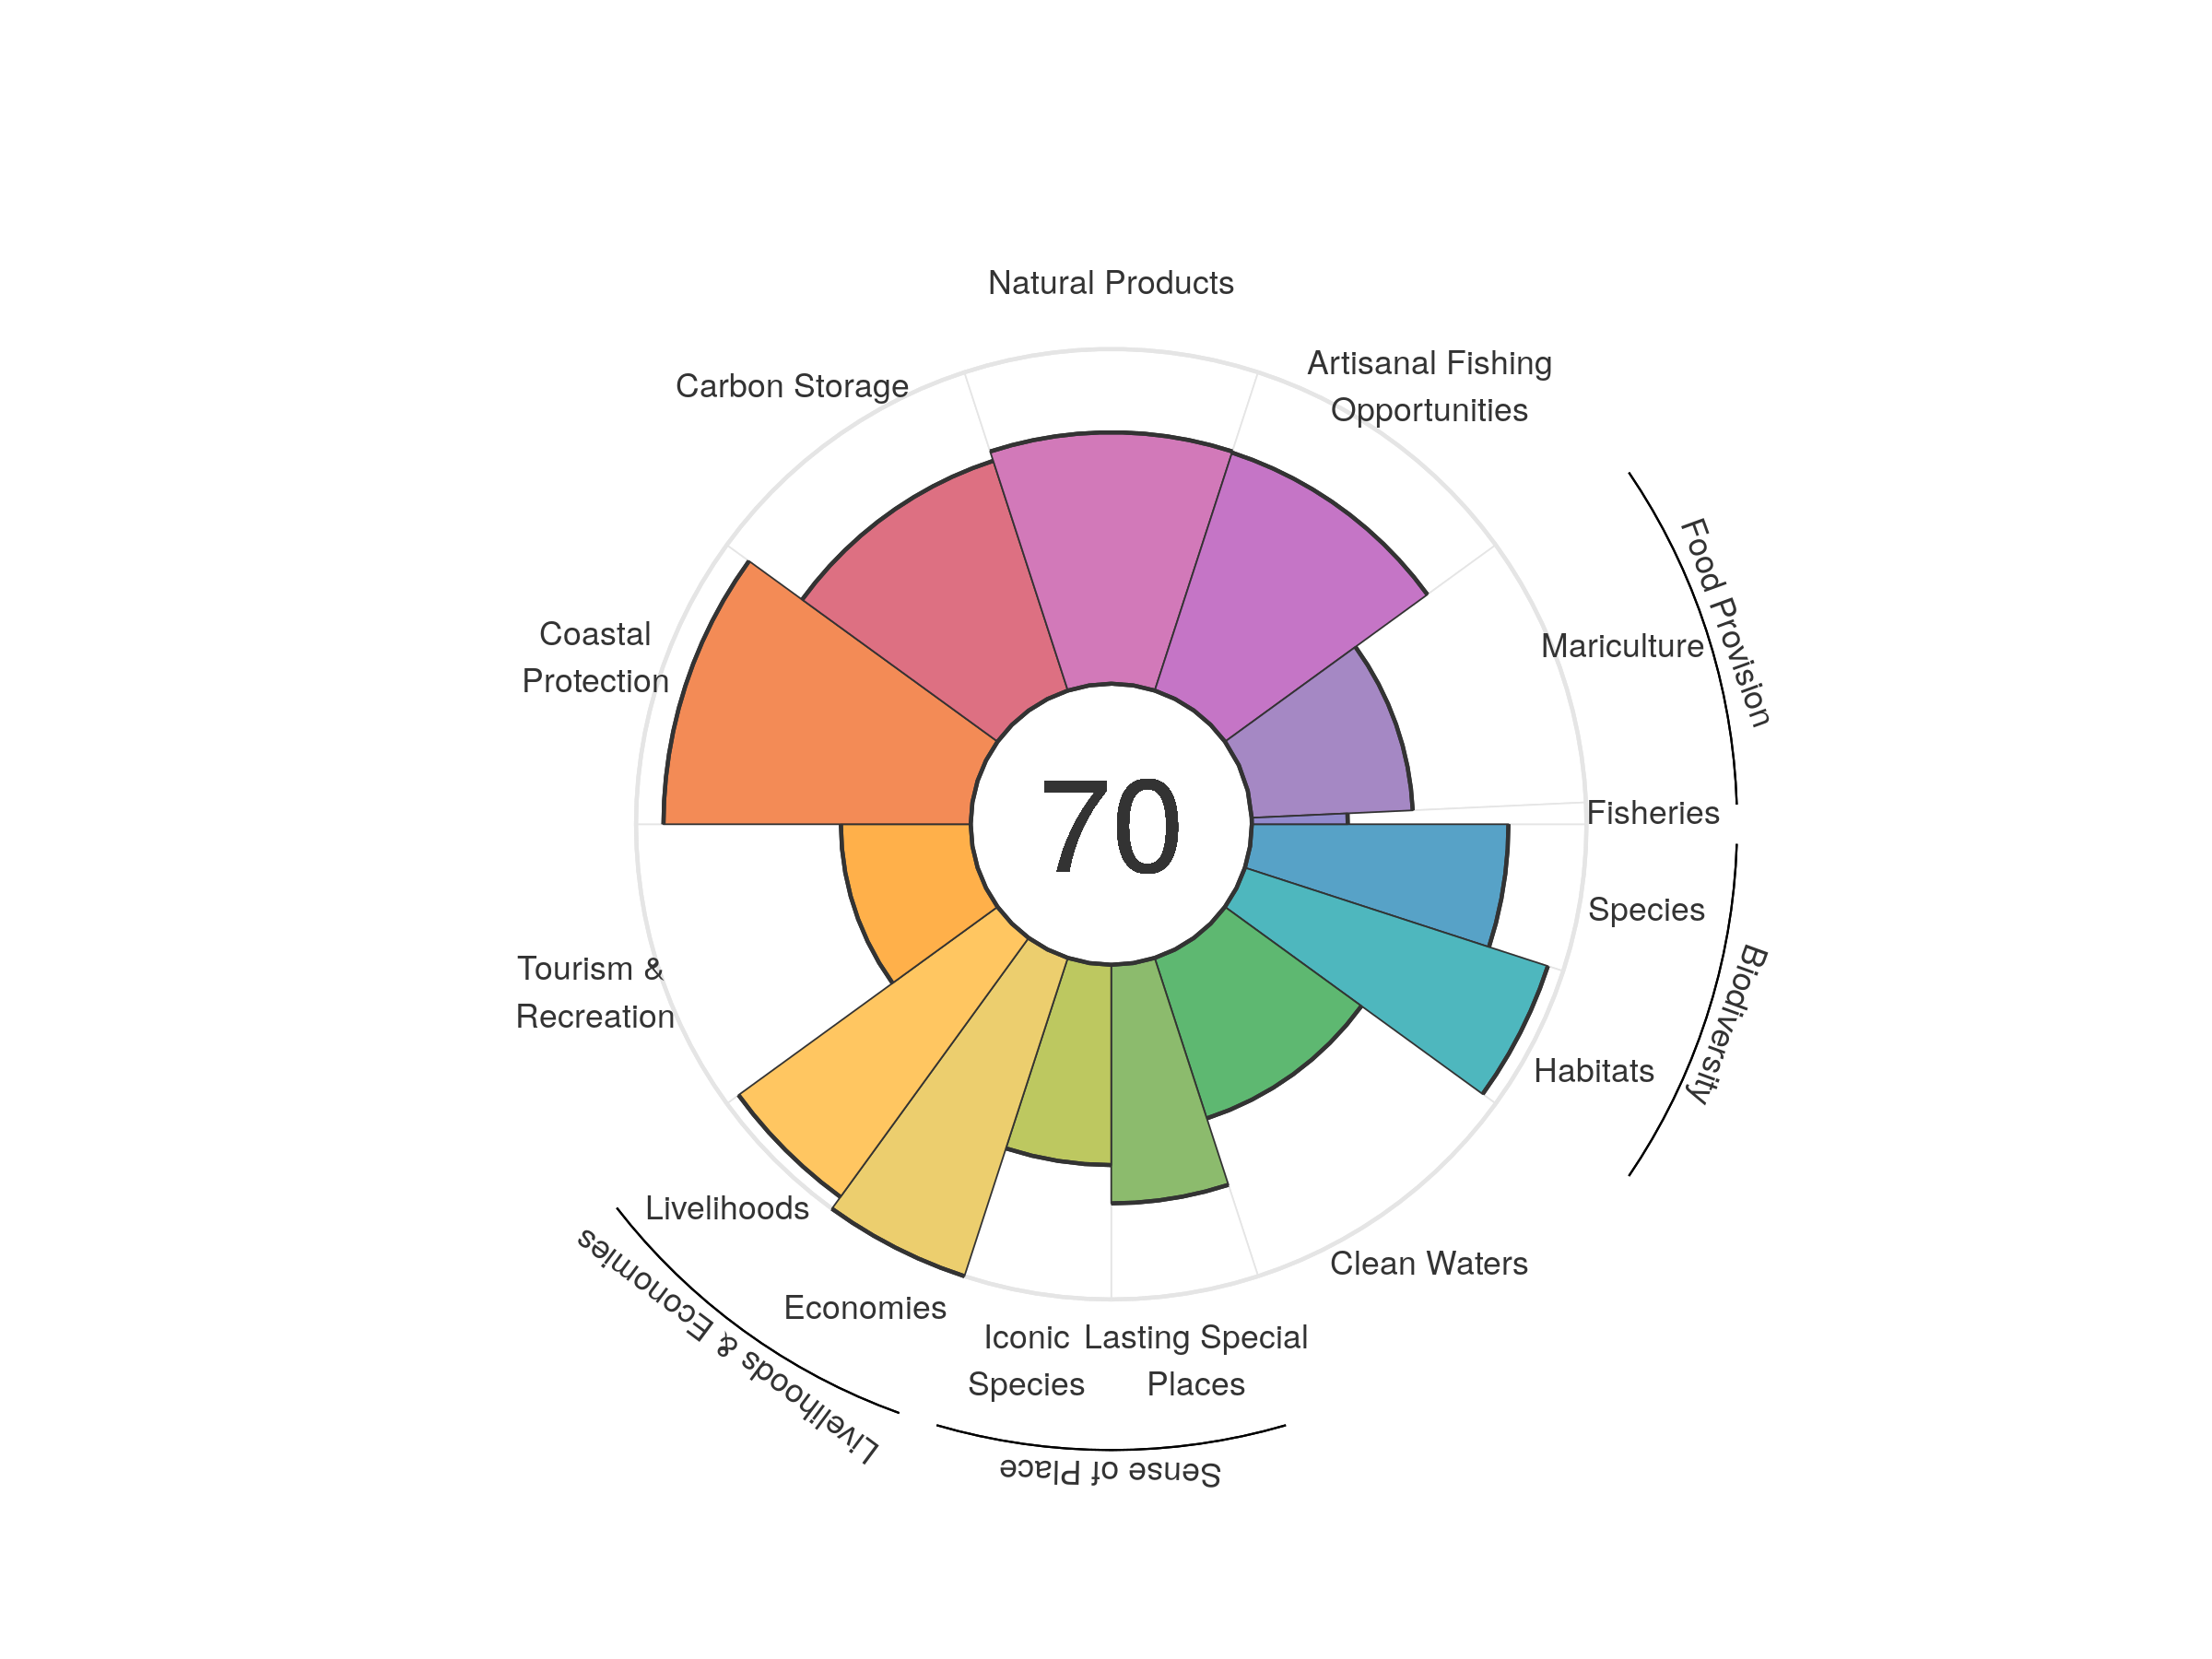 Natural Products
Artisanal Fishing
Opportunities
Carbon Storage
Food Provision
Mariculture
Coastal
Protection
70
Fisheries
Species
Biodiversity
Habitats
Tourism &
Recreation
Livelihoods
Clean Waters
Economies
Livelihoods & Economies
Iconic
Species
Lasting Special
Places
Sense of Place